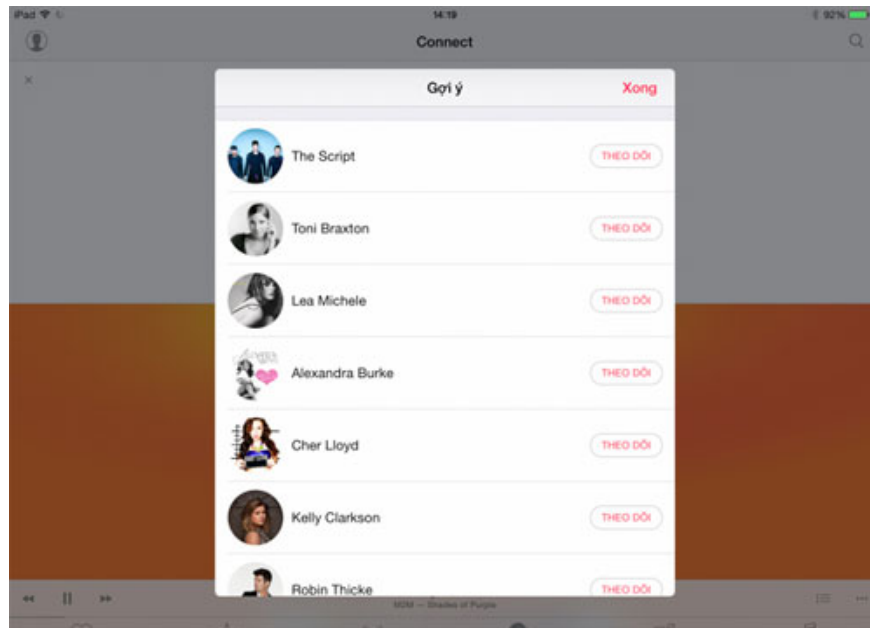 iPad 14:19 92%
Connect
Gợi ý Xong
The Script THEO DÕI
Toni Braxton THEO DÕI
Lea Michele THEO DÕI
Alexandra Burke THEO DÕI
Cher Lloyd THEO DÕI
Kelly Clarkson THEO DÕI
Robin Thicke THEO DÕI
M2M — Shades of Purple